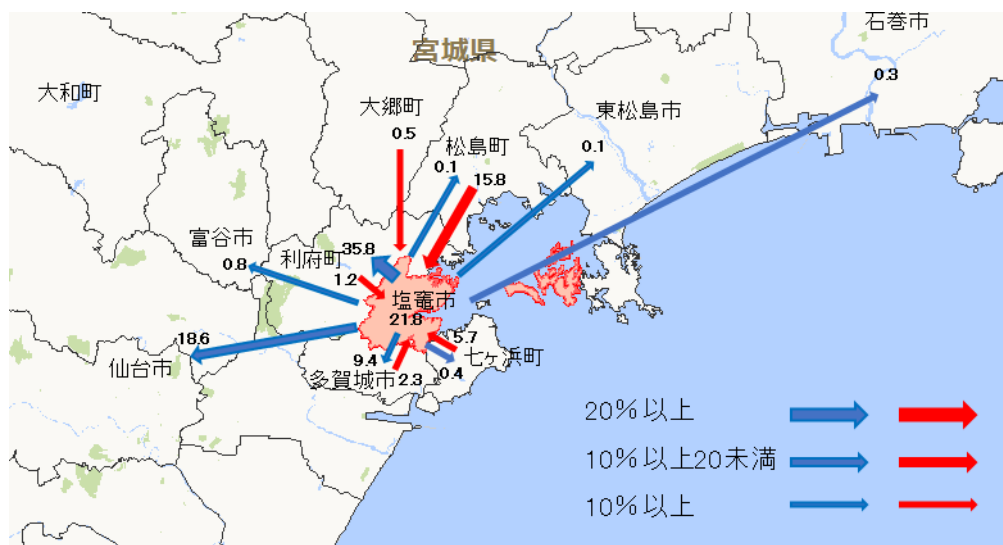 石巻市
宮城県
0.3
大和町
大郷町
東松島市
0.5
松島町
0.1
0.1
15.8
富谷市
35.8
利府町
0.8
1.2
塩竈市
21.8
18.6
5.7
仙台市
9.4
七ヶ浜町
多賀城市
2.3
0.4
20％以上
10％以上20未満
10％以上